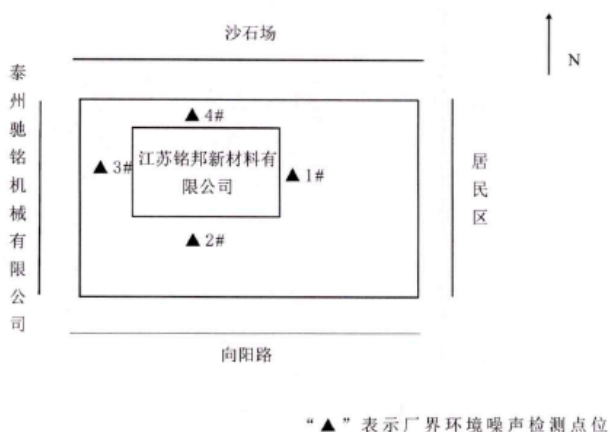 沙石场
N
泰州驰铭机械有限公司
▲4#
▲3#
江苏铭邦新材料有
限公司
▲1#
居民区
▲2#
向阳路
“▲”表示厂界环境噪声检测点位